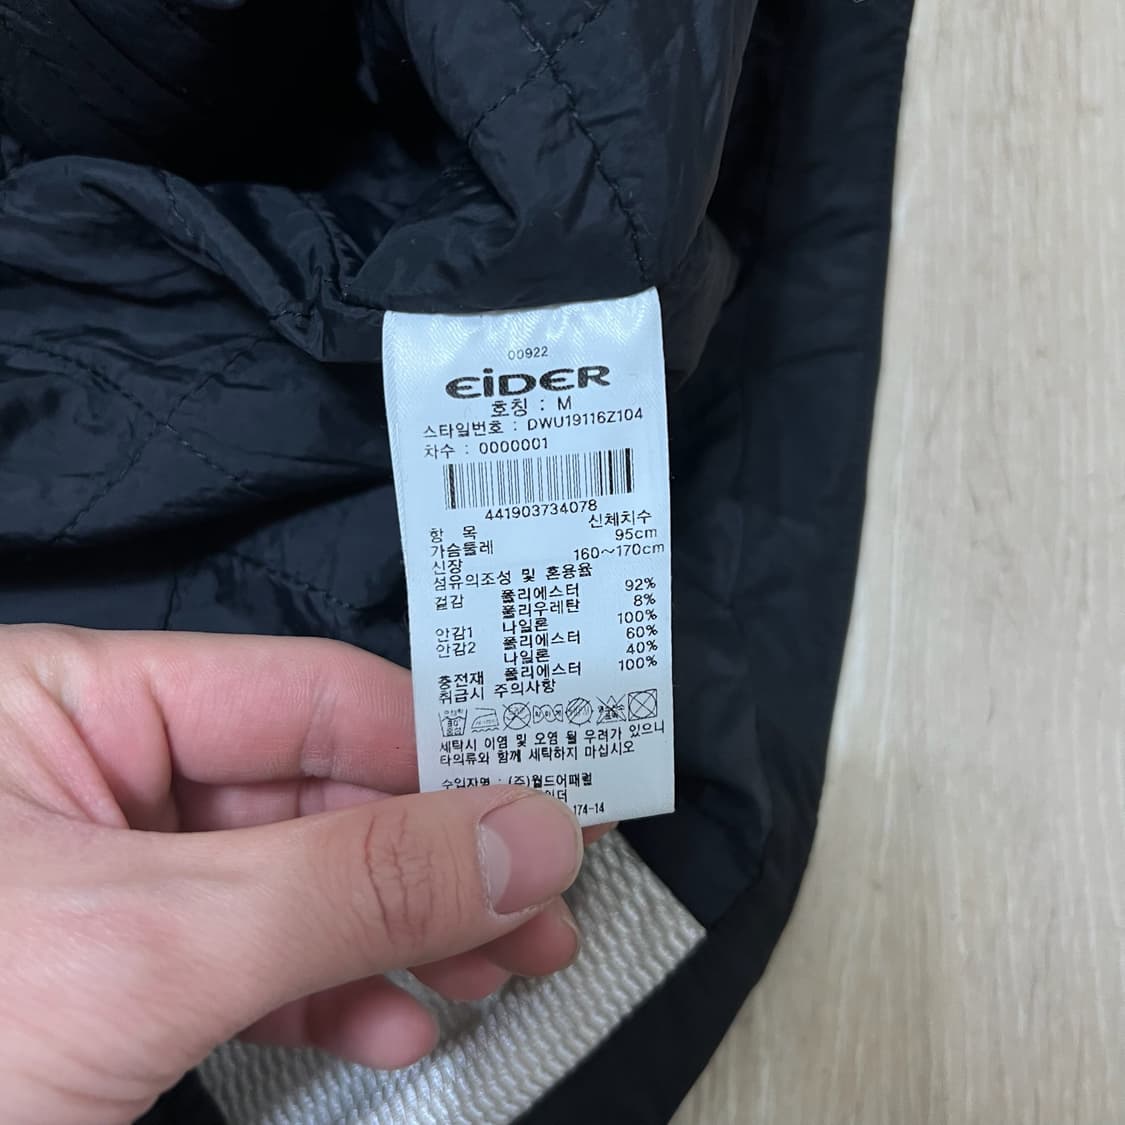 00922
EiDER
호칭 : M
스타일번호 : DWU19116Z104
차수 : 0000001
441903734078
항 목 신체치수
가슴둘레 95cm
신장 160~170cm
섬유의조성 및 혼용율
겉감 폴리에스터 92%
폴리우레탄 8%
안감1 나일론 100%
안감2 폴리에스터 60%
나일론 40%
충전재 폴리에스터 100%
취급시 주의사항
세탁시 이염 및 오염 될 우려가 있으니
타의류와 함께 세탁하지 마십시오
수입자명 : (주)월드어패럴
174-14